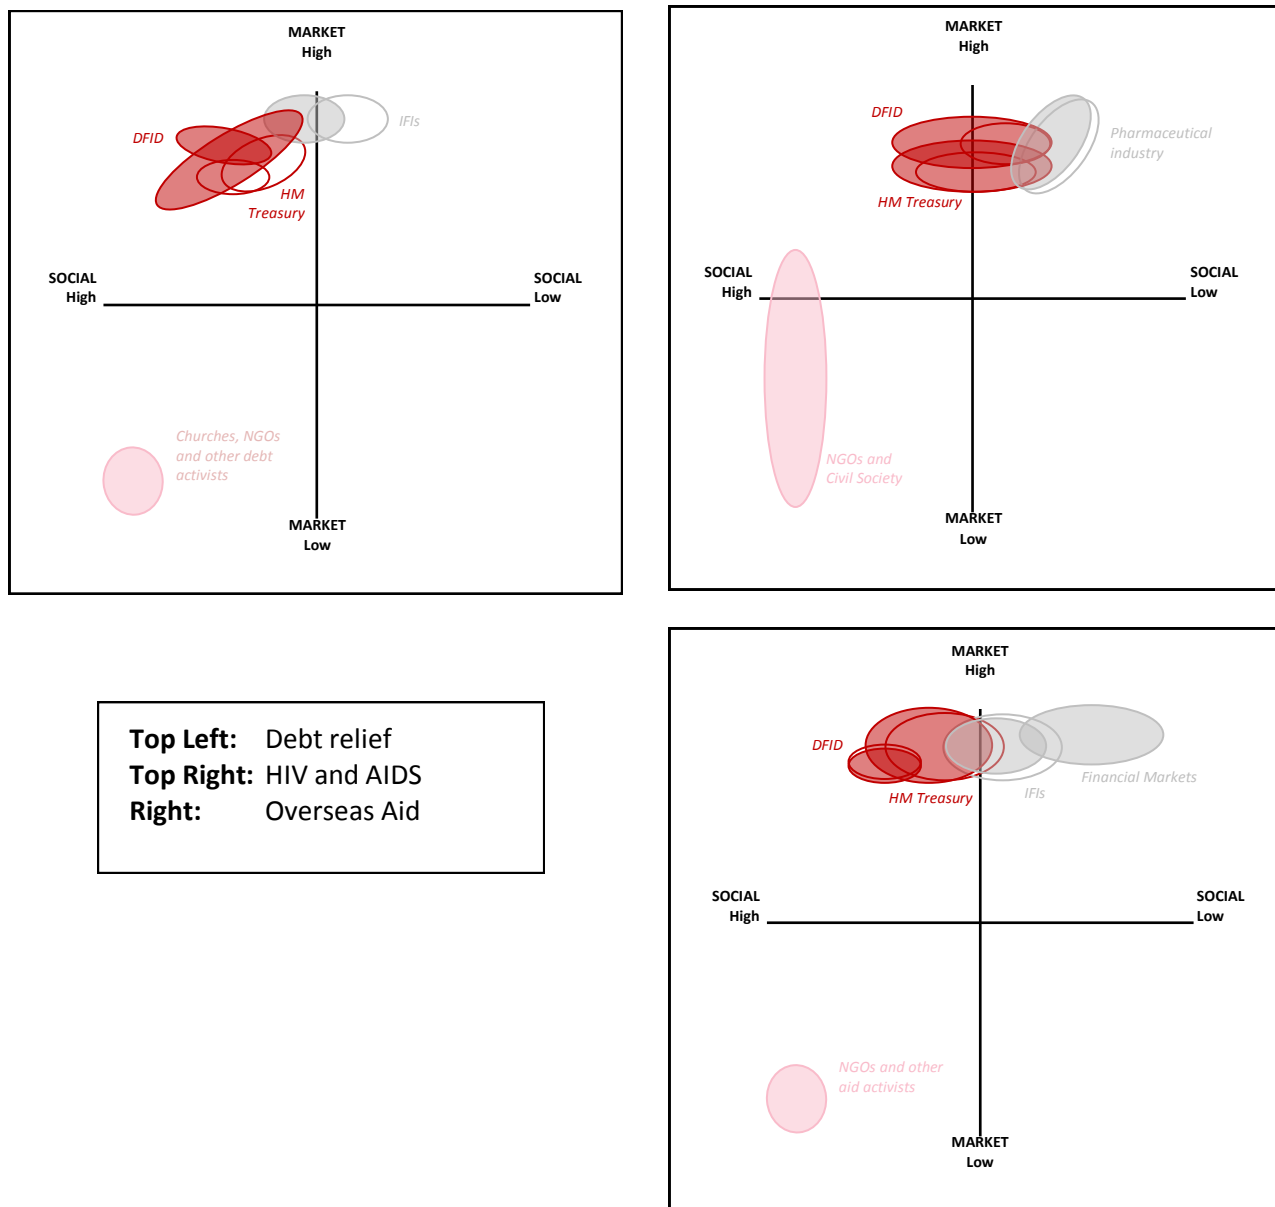 MARKET
High
DFID
IFIs
HM
Treasury
SOCIAL
High
SOCIAL
Low
Churches, NGOs
and other debt
activists
MARKET
Low
MARKET
High
DFID
Pharmaceutical
industry
HM Treasury
SOCIAL
High
SOCIAL
Low
NGOs and
Civil Society
MARKET
Low
Top Left: Debt relief
Top Right: HIV and AIDS
Right: Overseas Aid
MARKET
High
DFID
HM Treasury
IFIs
Financial Markets
SOCIAL
High
SOCIAL
Low
NGOs and other
aid activists
MARKET
Low